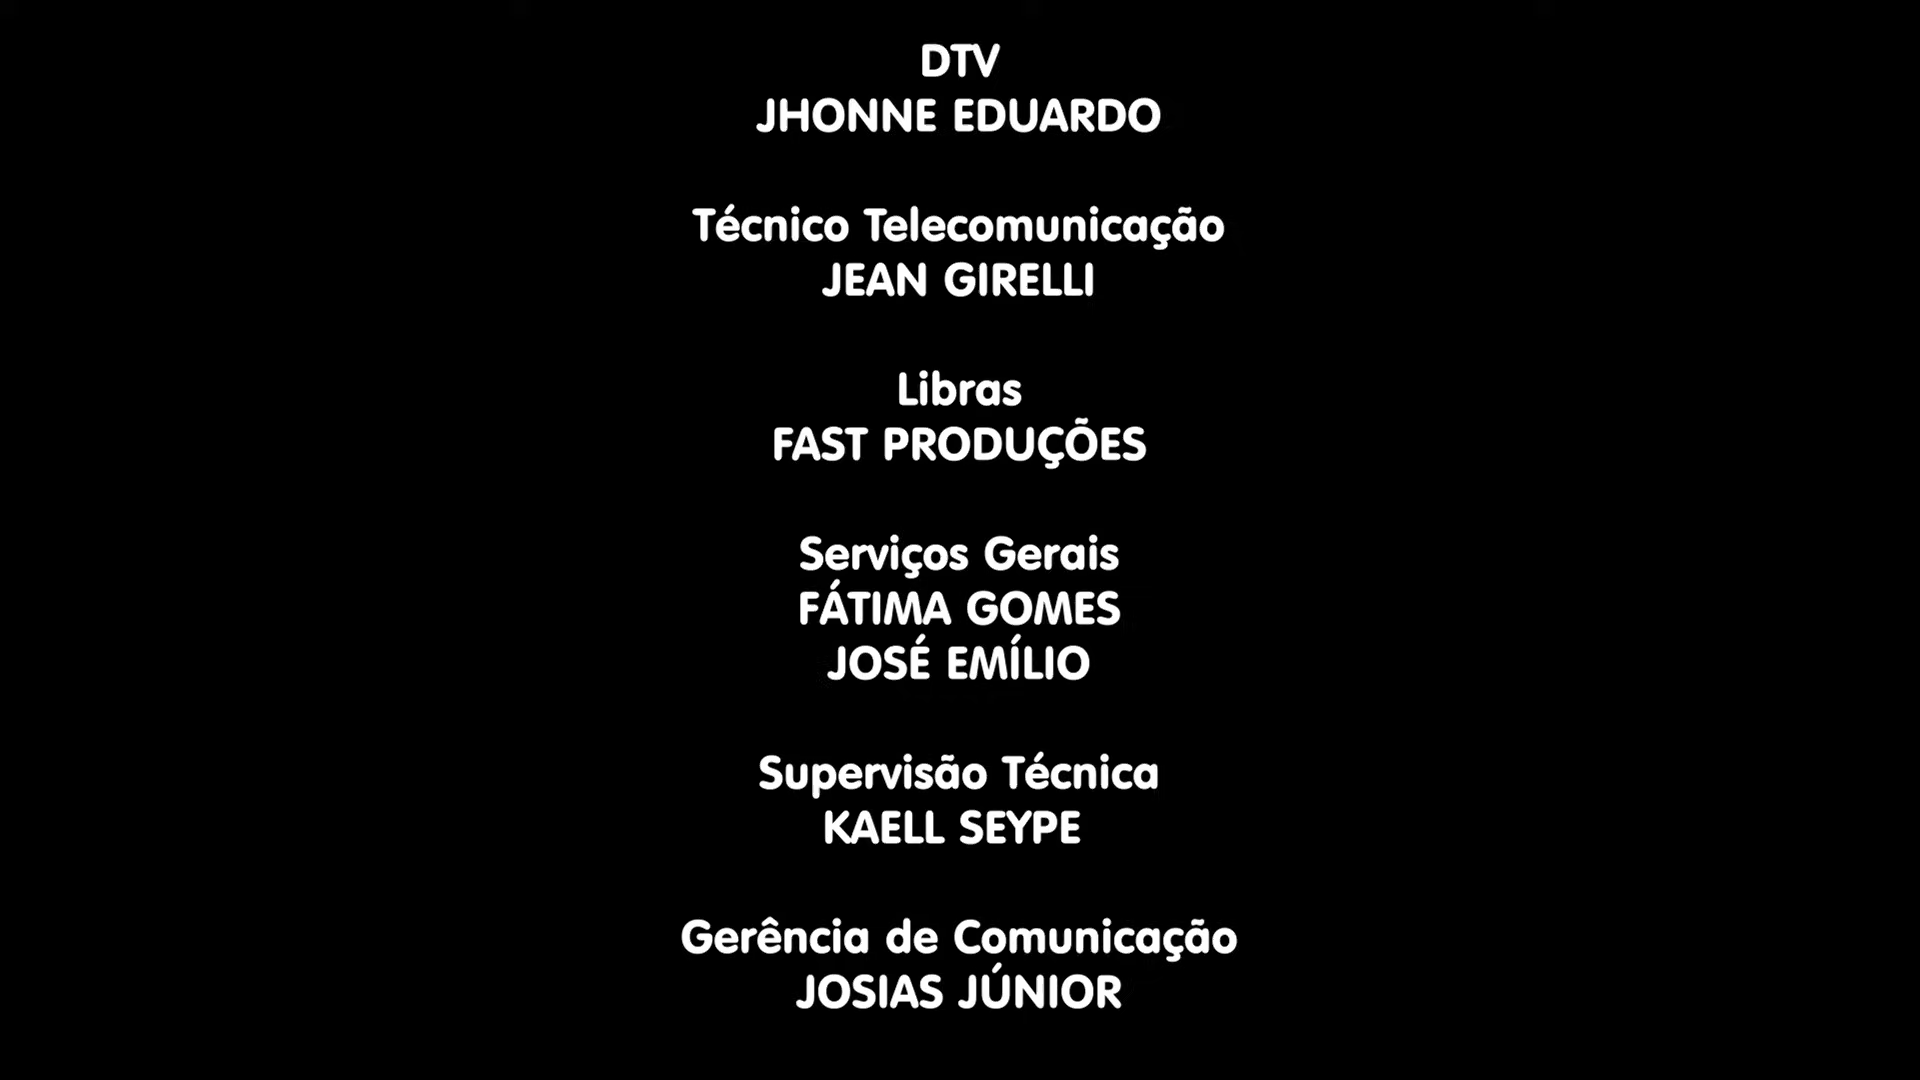 DTV
JHONNE EDUARDO
Técnico Telecomunicação
JEAN GIRELLI
Libras
FAST PRODUÇÕES
Serviços Gerais
FÁTIMA GOMES
JOSÉ EMÍLIO
Supervisão Técnica
KAELL SEYPE
Gerência de Comunicação
JOSIAS JÚNIOR